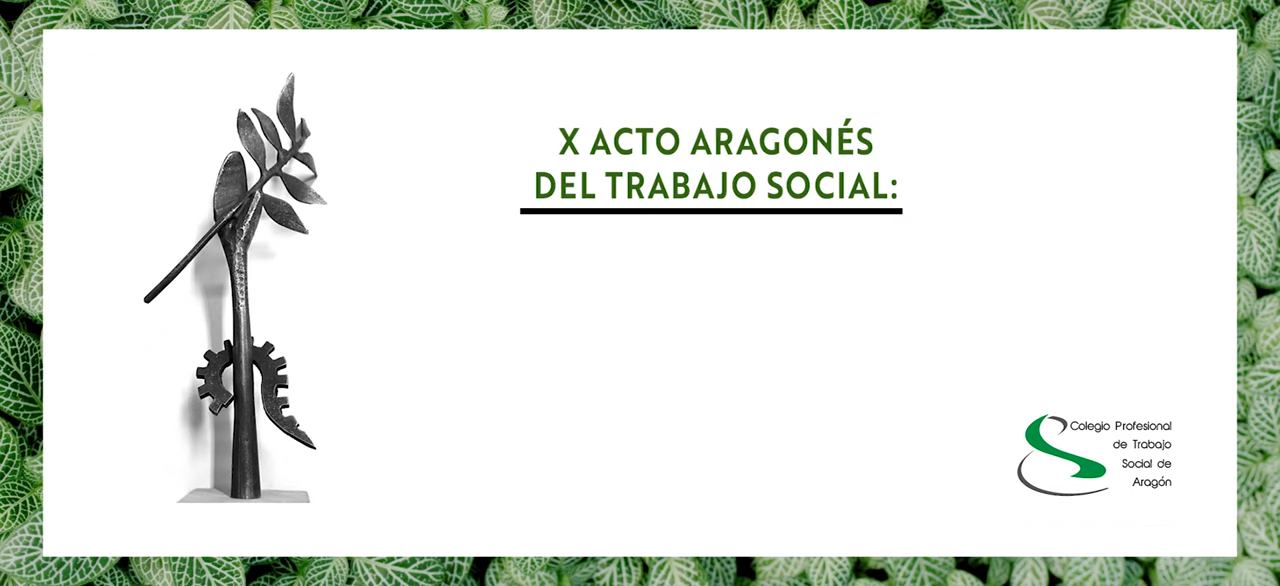 X ACTO ARAGONÉS
DEL TRABAJO SOCIAL:
Colegio Profesional
de Trabajo
Social de
Aragón